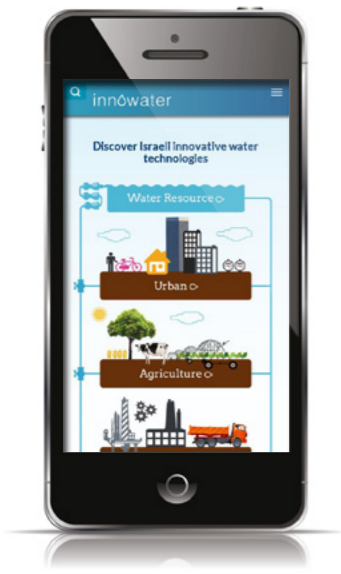 innowater
Discover Israeli innovative water
technologies
Water Resource
Urban
Agriculture